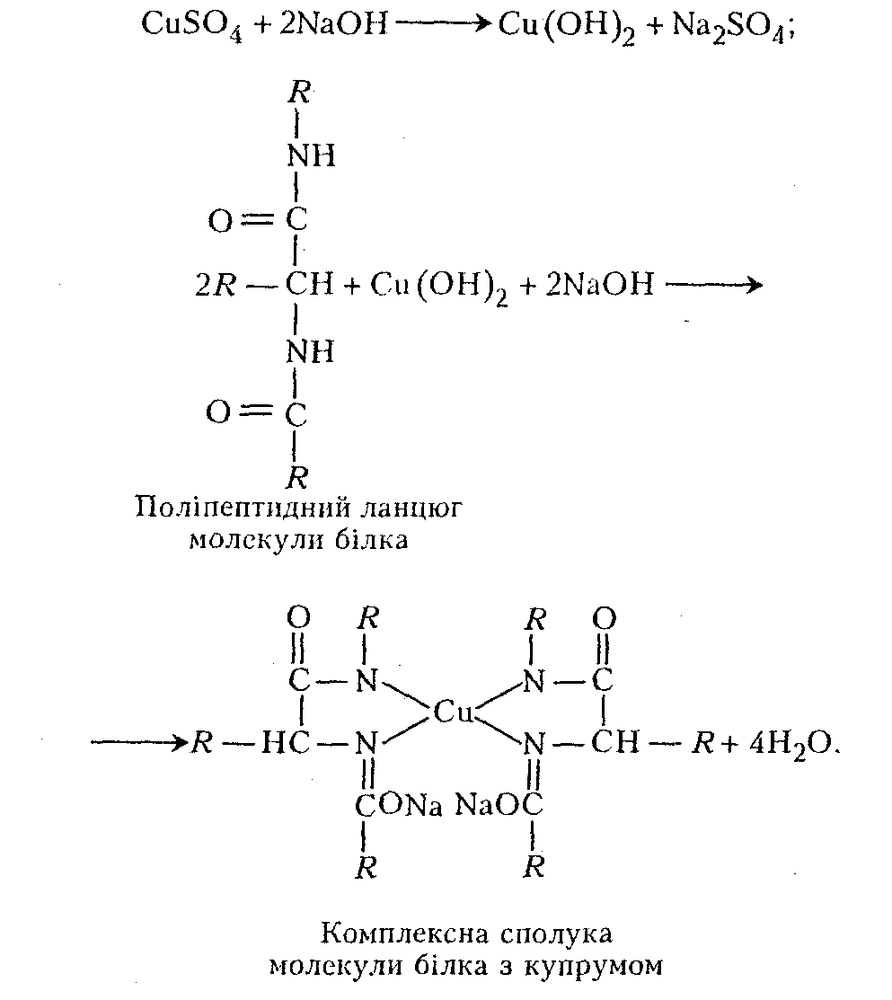 CuSO₄ + 2NaOH ⟶ Cu(OH)₂ + Na₂SO₄;
R
NH
O = C
2R — CH + Cu(OH)₂ + 2NaOH ⟶
NH
O = C
R
Поліпептидний ланцюг
молекули білка
O R R O
C — N N — C
Cu
⟶ R — HC — N N — CH — R + 4H₂O.
CONa NaOC
R R
Комплексна сполука
молекули білка з купрумом